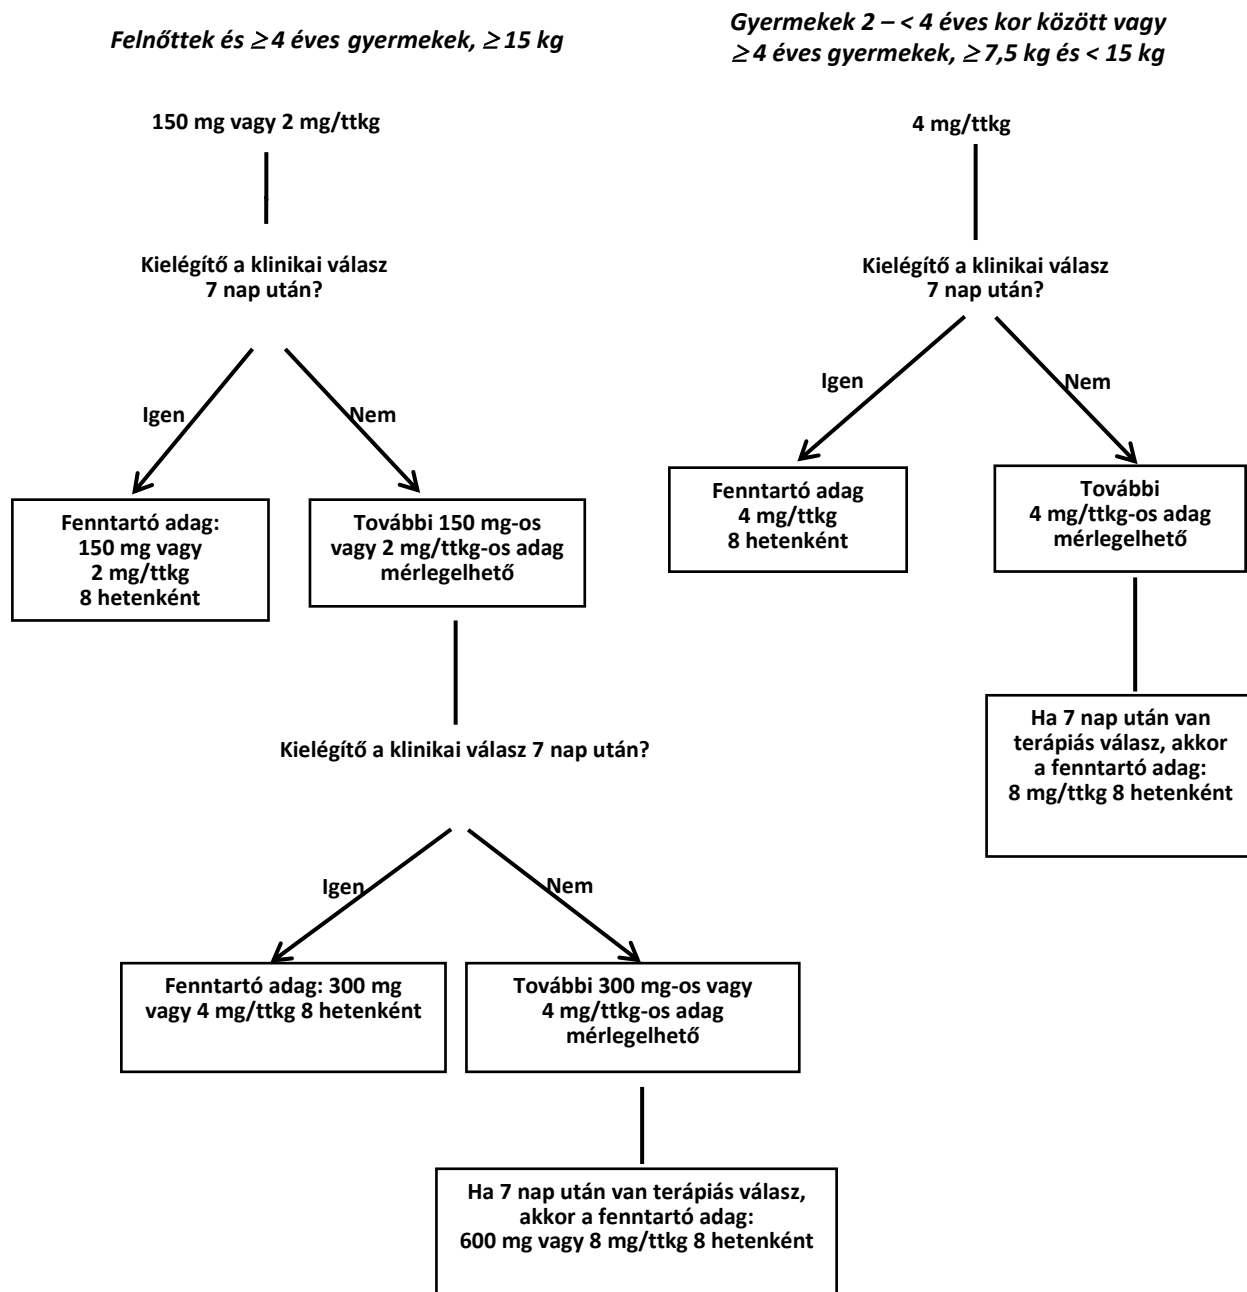 Felnőttek és ≥ 4 éves gyermekek, ≥ 15 kg
150 mg vagy 2 mg/ttkg
Kielégítő a klinikai válasz
7 nap után?
Igen
Nem
Fenntartó adag:
150 mg vagy
2 mg/ttkg
8 hetenként
További 150 mg-os
vagy 2 mg/ttkg-os adag
mérlegelhető
Kielégítő a klinikai válasz 7 nap után?
Igen
Nem
Fenntartó adag: 300 mg
vagy 4 mg/ttkg 8 hetenként
További 300 mg-os vagy
4 mg/ttkg-os adag
mérlegelhető
Ha 7 nap után van terápiás válasz,
akkor a fenntartó adag:
600 mg vagy 8 mg/ttkg 8 hetenként
Gyermekek 2 – < 4 éves kor között vagy
≥ 4 éves gyermekek, ≥ 7,5 kg és < 15 kg
4 mg/ttkg
Kielégítő a klinikai válasz
7 nap után?
Igen
Nem
Fenntartó adag
4 mg/ttkg
8 hetenként
További
4 mg/ttkg-os adag
mérlegelhető
Ha 7 nap után van
terápiás válasz, akkor
a fenntartó adag:
8 mg/ttkg 8 hetenként